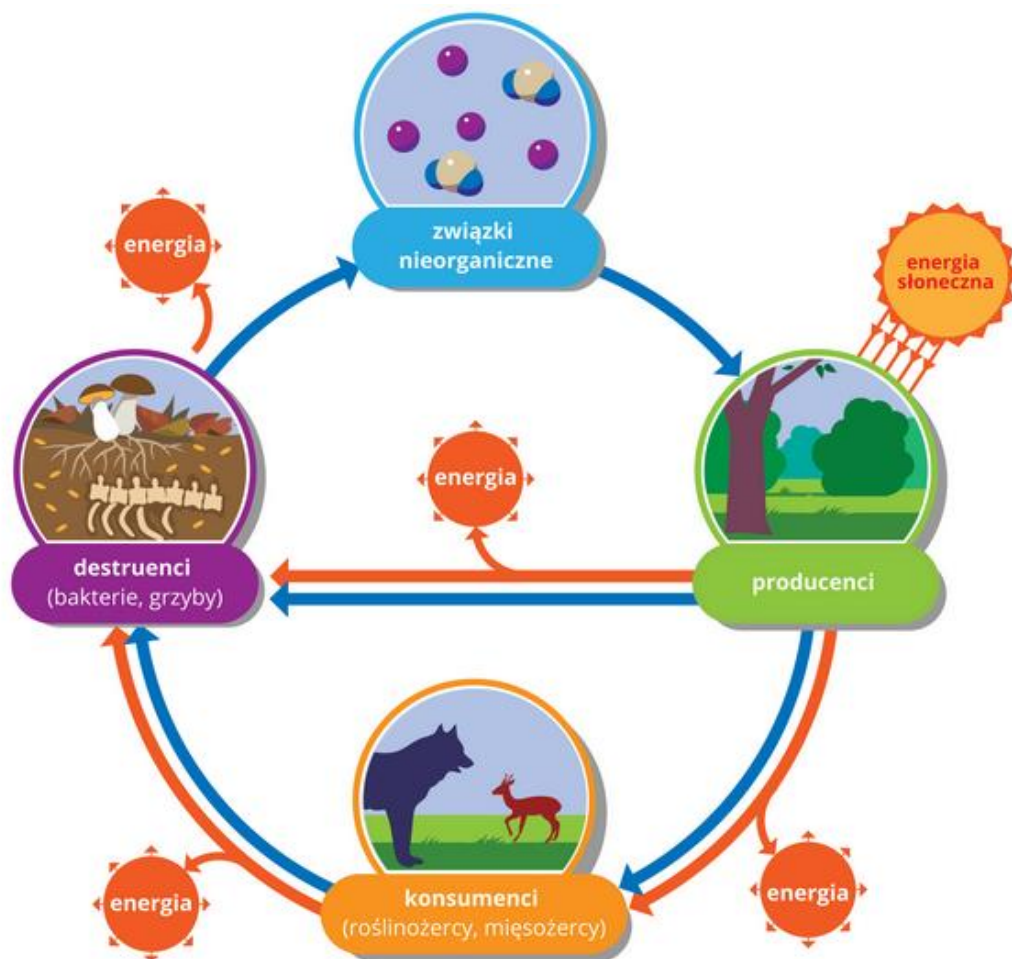 związki
nieorganiczne
energia
energia
słoneczna
energia
destruenci
(bakterie, grzyby)
producenci
konsumenci
(roślinożercy, mięsożercy)
energia
energia